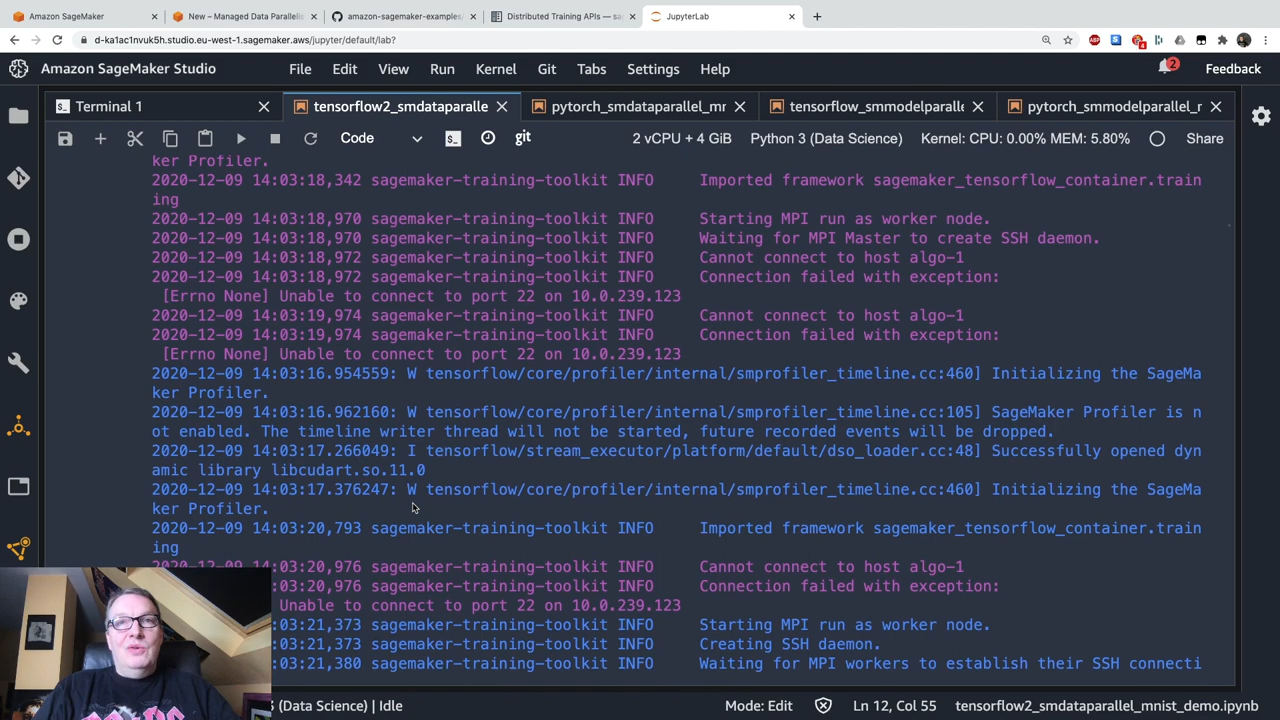 Amazon SageMaker
New – Managed Data Paralleli
amazon-sagemaker-examples
Distributed Training APIs — sa
JupyterLab
d-ka1ac1nvuk5h.studio.eu-west-1.sagemaker.aws/jupyter/default/lab?
Amazon SageMaker Studio
File Edit View Run Kernel Git Tabs Settings Help
2
Feedback
Terminal 1
tensorflow2_smdataparalle
pytorch_smdataparallel_mr
tensorflow_smmodelparalle
pytorch_smmodelparallel_r
Code
git
2 vCPU + 4 GiB
Python 3 (Data Science)
Kernel: CPU: 0.00% MEM: 5.80%
Share
ker Profiler.
2020-12-09 14:03:18,342 sagemaker-training-toolkit INFO Imported framework sagemaker_tensorflow_container.train
ing
2020-12-09 14:03:18,970 sagemaker-training-toolkit INFO Starting MPI run as worker node.
2020-12-09 14:03:18,970 sagemaker-training-toolkit INFO Waiting for MPI Master to create SSH daemon.
2020-12-09 14:03:18,972 sagemaker-training-toolkit INFO Cannot connect to host algo-1
2020-12-09 14:03:18,972 sagemaker-training-toolkit INFO Connection failed with exception:
[Errno None] Unable to connect to port 22 on 10.0.239.123
2020-12-09 14:03:19,974 sagemaker-training-toolkit INFO Cannot connect to host algo-1
2020-12-09 14:03:19,974 sagemaker-training-toolkit INFO Connection failed with exception:
[Errno None] Unable to connect to port 22 on 10.0.239.123
2020-12-09 14:03:16.954559: W tensorflow/core/profiler/internal/smprofiler_timeline.cc:460] Initializing the SageMa
ker Profiler.
2020-12-09 14:03:16.962160: W tensorflow/core/profiler/internal/smprofiler_timeline.cc:105] SageMaker Profiler is n
ot enabled. The timeline writer thread will not be started, future recorded events will be dropped.
2020-12-09 14:03:17.266049: I tensorflow/stream_executor/platform/default/dso_loader.cc:48] Successfully opened dyn
amic library libcudart.so.11.0
2020-12-09 14:03:17.376247: W tensorflow/core/profiler/internal/smprofiler_timeline.cc:460] Initializing the SageMa
ker Profiler.
2020-12-09 14:03:20,793 sagemaker-training-toolkit INFO Imported framework sagemaker_tensorflow_container.train
ing
2020-12-09 14:03:20,976 sagemaker-training-toolkit INFO Cannot connect to host algo-1
:03:20,976 sagemaker-training-toolkit INFO Connection failed with exception:
Unable to connect to port 22 on 10.0.239.123
:03:21,373 sagemaker-training-toolkit INFO Starting MPI run as worker node.
:03:21,373 sagemaker-training-toolkit INFO Creating SSH daemon.
:03:21,380 sagemaker-training-toolkit INFO Waiting for MPI workers to establish their SSH connecti
(Data Science) | Idle
Mode: Edit
Ln 12, Col 55
tensorflow2_smdataparallel_mnist_demo.ipynb